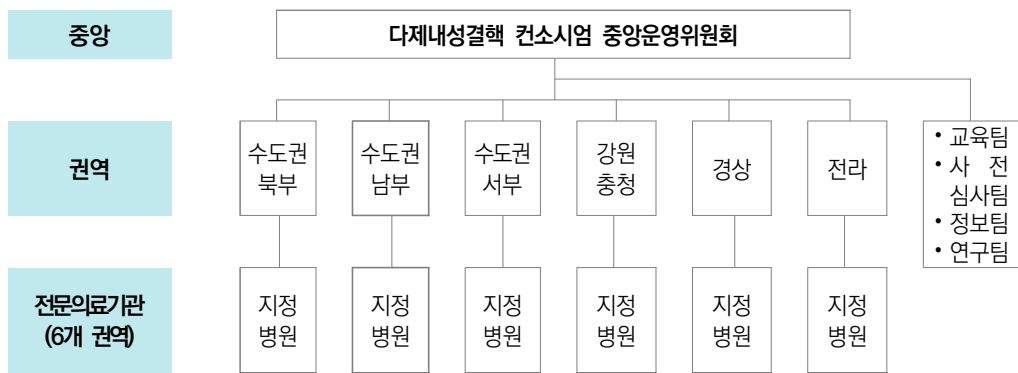 중앙
다제내성결핵 컨소시엄 중앙운영위원회
권역
수도권
북부
수도권
남부
수도권
서부
강원
충청
경상
전라
• 교육팀
• 사 전
심사팀
• 정보팀
• 연구팀
전문의료기관
(6개 권역)
지정
병원
지정
병원
지정
병원
지정
병원
지정
병원
지정
병원